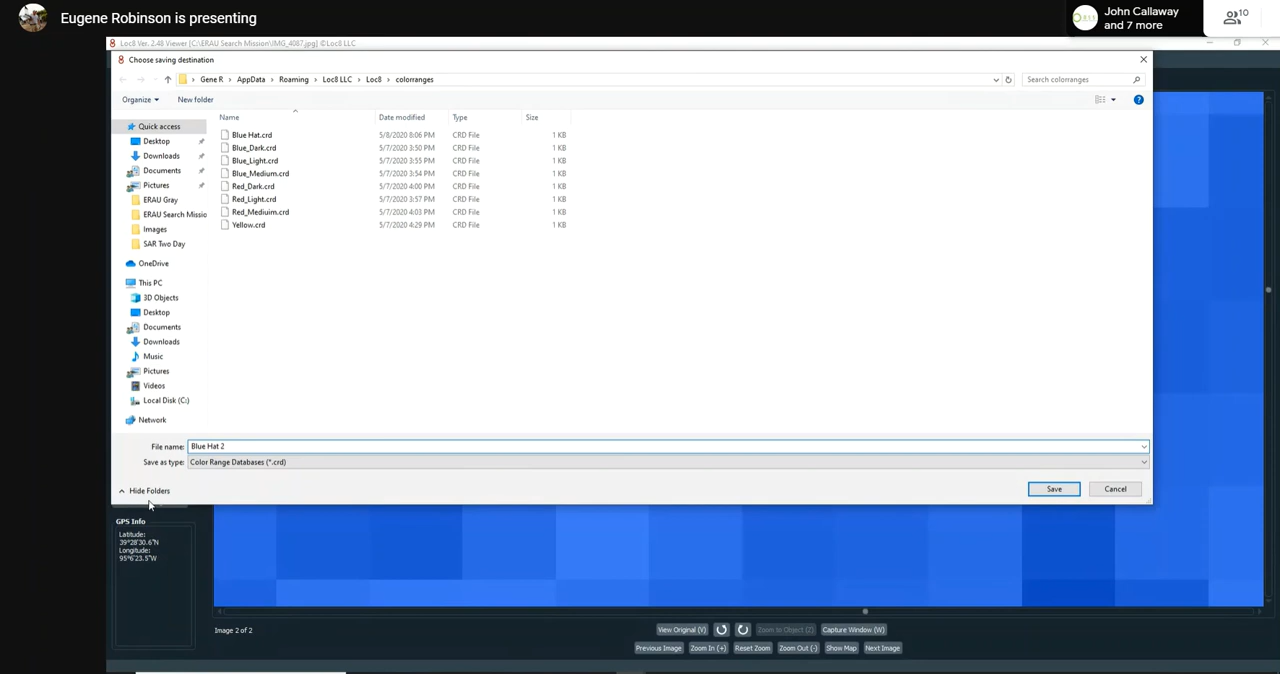 Eugene Robinson is presenting
John Callaway
and 7 more
10
Loc8 Ver. 2.48 Viewer [C:\ERAU Search Mission\IMG_4087.jpg] ©Loc8 LLC
Choose saving destination
Gene R › AppData › Roaming › Loc8 LLC › Loc8 › colorranges
Search colorranges
Organize New folder
Name Date modified Type Size
Blue Hat.crd 5/8/2020 8:06 PM CRD File 1 KB
Blue_Dark.crd 5/7/2020 3:50 PM CRD File 1 KB
Blue_Light.crd 5/7/2020 3:55 PM CRD File 1 KB
Blue_Medium.crd 5/7/2020 3:54 PM CRD File 1 KB
Red_Dark.crd 5/7/2020 4:00 PM CRD File 1 KB
Red_Light.crd 5/7/2020 3:57 PM CRD File 1 KB
Red_Mediuim.crd 5/7/2020 4:03 PM CRD File 1 KB
Yellow.crd 5/7/2020 4:29 PM CRD File 1 KB
Quick access
Desktop
Downloads
Documents
Pictures
ERAU Gray
ERAU Search Missio
Images
SAR Two Day
OneDrive
This PC
3D Objects
Desktop
Documents
Downloads
Music
Pictures
Videos
Local Disk (C:)
Network
File name: Blue Hat 2
Save as type: Color Range Databases (*.crd)
Hide Folders
Save Cancel
GPS Info
Latitude:
39°28'30.6"N
Longitude:
95°6'23.5"W
Image 2 of 2
View Original (V) Zoom to Object (Z) Capture Window (W)
Previous Image Zoom In (+) Reset Zoom Zoom Out (-) Show Map Next Image